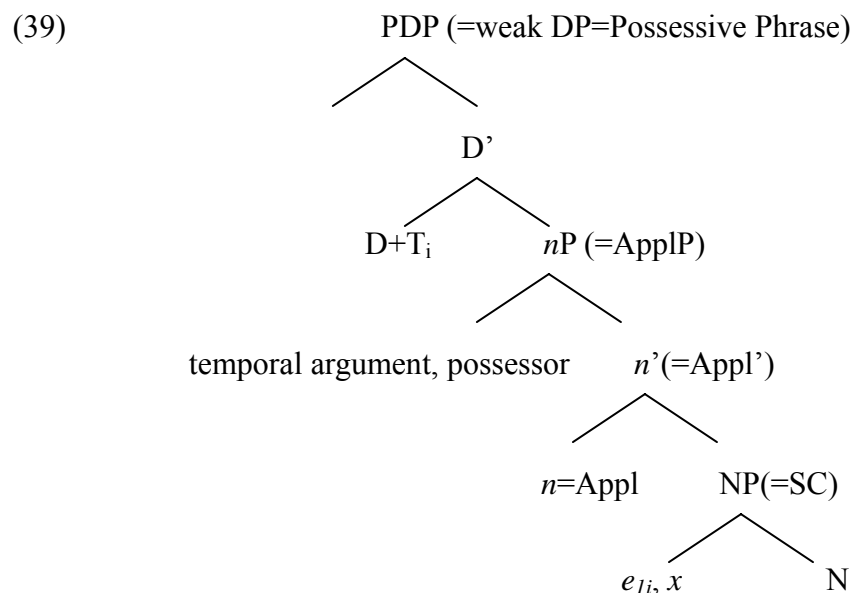 (39) PDP (=weak DP=Possessive Phrase)
D’
D+Ti nP (=ApplP)
temporal argument, possessor n’(=Appl’)
n=Appl NP(=SC)
e1i, x N